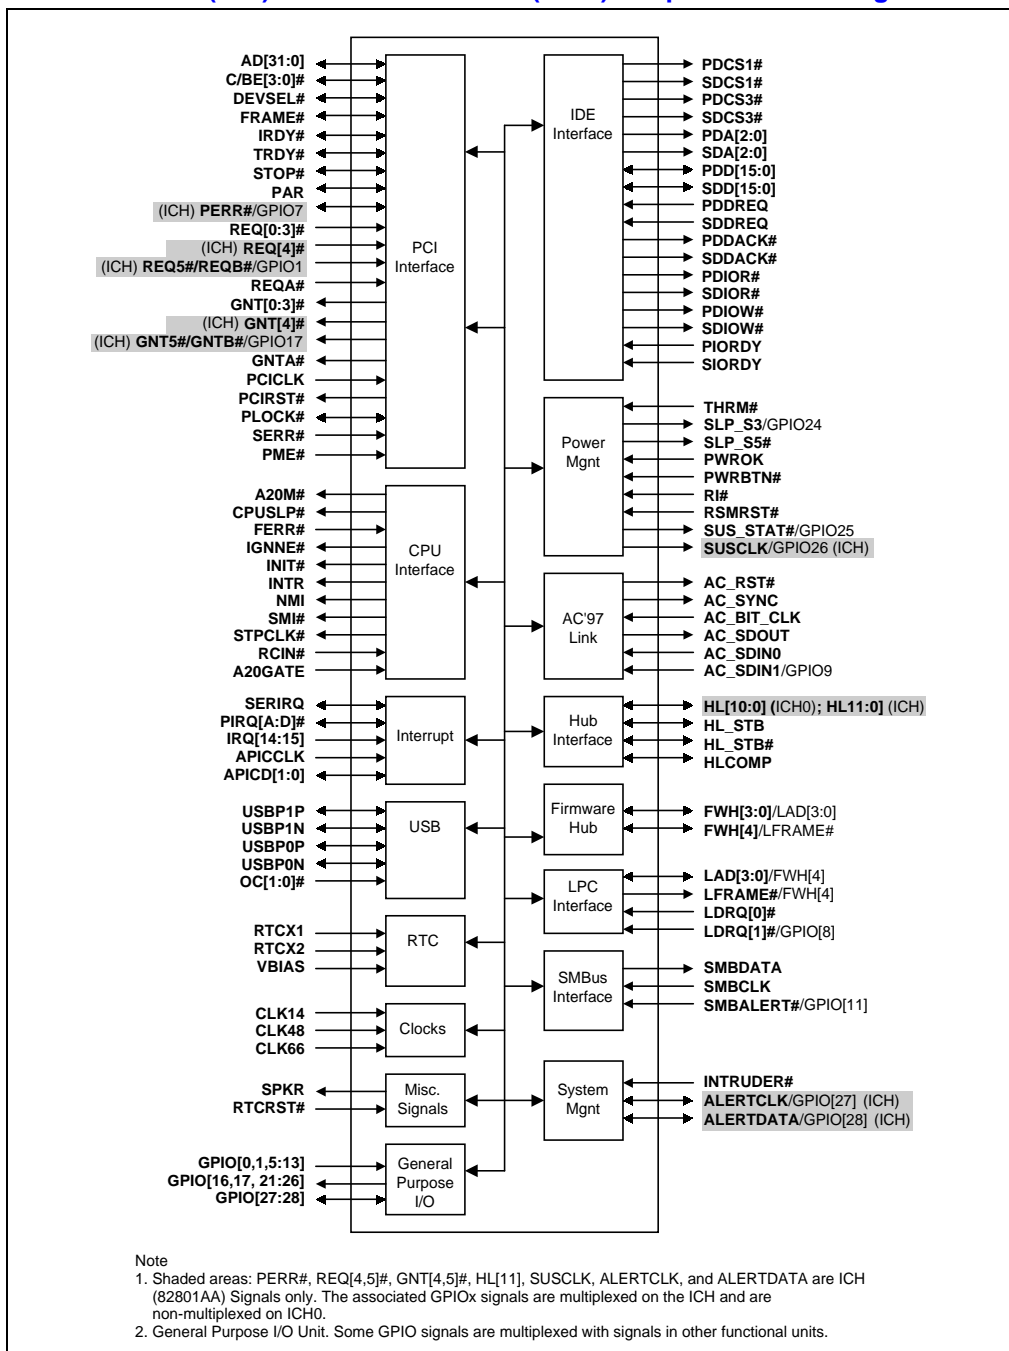 AD[31:0]
C/BE[3:0]#
DEVSEL#
FRAME#
IRDY#
TRDY#
STOP#
PAR
(ICH) PERR#/GPIO7
REQ[0:3]#
(ICH) REQ[4]#
(ICH) REQ5#/REQB#/GPIO1
REQA#
GNT[0:3]#
(ICH) GNT[4]#
(ICH) GNT5#/GNTB#/GPIO17
GNTA#
PCICLK
PCIRST#
PLOCK#
SERR#
PME#
PCI
Interface
A20M#
CPUSLP#
FERR#
IGNNE#
INIT#
INTR
NMI
SMI#
STPCLK#
RCIN#
A20GATE
CPU
Interface
SERIRQ
PIRQ[A:D]#
IRQ[14:15]
APICCLK
APICD[1:0]
Interrupt
USBP1P
USBP1N
USBP0P
USBP0N
OC[1:0]#
USB
RTCX1
RTCX2
VBIAS
RTC
CLK14
CLK48
CLK66
Clocks
SPKR
RTCRST#
Misc.
Signals
GPIO[0,1,5:13]
GPIO[16,17, 21:26]
GPIO[27:28]
General
Purpose
I/O
IDE
Interface
PDCS1#
SDCS1#
PDCS3#
SDCS3#
PDA[2:0]
SDA[2:0]
PDD[15:0]
SDD[15:0]
PDDREQ
SDDREQ
PDDACK#
SDDACK#
PDIOR#
SDIOR#
PDIOW#
SDIOW#
PIORDY
SIORDY
Power
Mgnt
THRM#
SLP_S3/GPIO24
SLP_S5#
PWROK
PWRBTN#
RI#
RSMRST#
SUS_STAT#/GPIO25
SUSCLK/GPIO26 (ICH)
AC'97
Link
AC_RST#
AC_SYNC
AC_BIT_CLK
AC_SDOUT
AC_SDIN0
AC_SDIN1/GPIO9
Hub
Interface
HL[10:0] (ICH0); HL11:0] (ICH)
HL_STB
HL_STB#
HLCOMP
Firmware
Hub
FWH[3:0]/LAD[3:0]
FWH[4]/LFRAME#
LPC
Interface
LAD[3:0]/FWH[4]
LFRAME#/FWH[4]
LDRQ[0]#
LDRQ[1]#/GPIO[8]
SMBus
Interface
SMBDATA
SMBCLK
SMBALERT#/GPIO[11]
System
Mgnt
INTRUDER#
ALERTCLK/GPIO[27] (ICH)
ALERTDATA/GPIO[28] (ICH)
Note
1. Shaded areas: PERR#, REQ[4,5]#, GNT[4,5]#, HL[11], SUSCLK, ALERTCLK, and ALERTDATA are ICH
(82801AA) Signals only. The associated GPIOx signals are multiplexed on the ICH and are
non-multiplexed on ICH0.
2. General Purpose I/O Unit. Some GPIO signals are multiplexed with signals in other functional units.